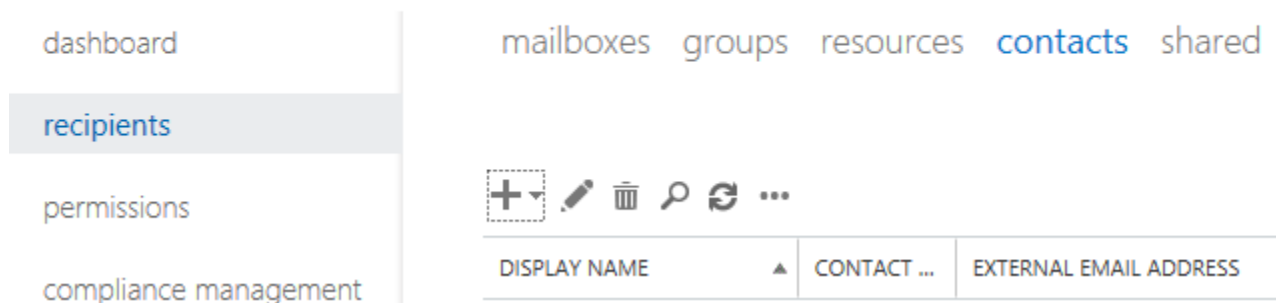 dashboard
recipients
permissions
compliance management
mailboxes groups resources contacts shared
DISPLAY NAME CONTACT ... EXTERNAL EMAIL ADDRESS